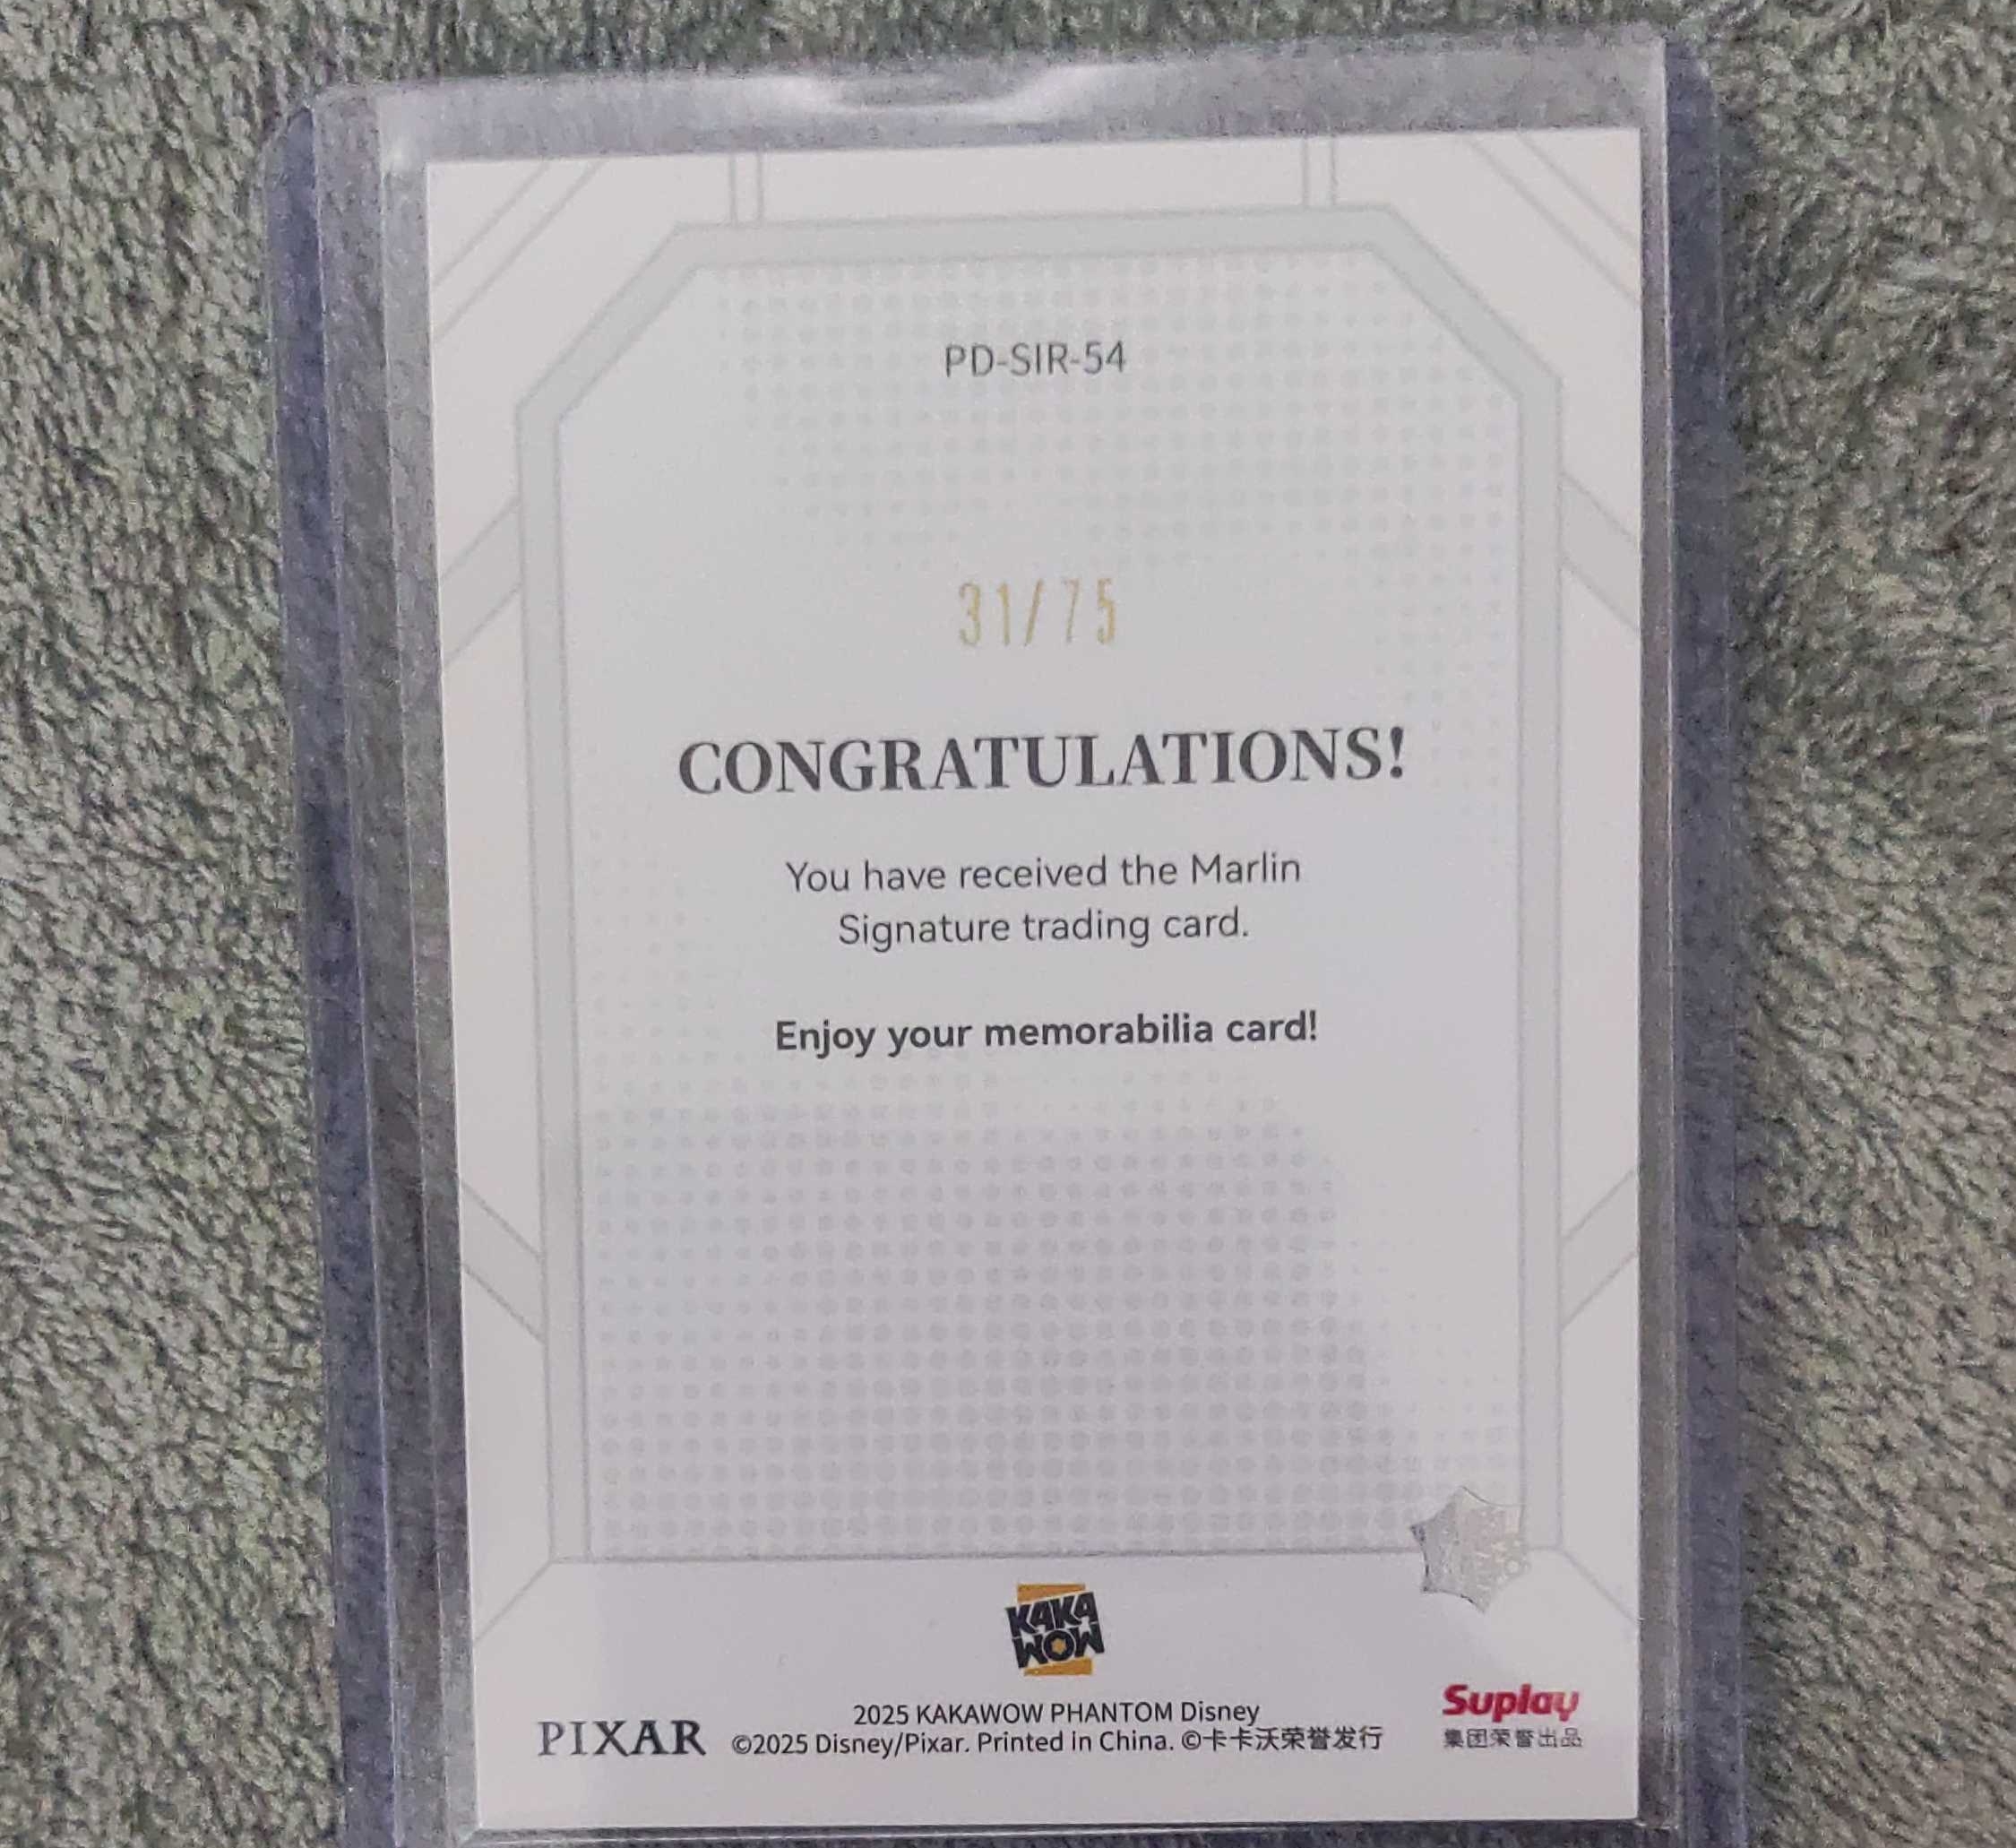 PD-SIR-54
31/75
CONGRATULATIONS!
You have received the Marlin
Signature trading card.
Enjoy your memorabilia card!
KAKA
WOW
2025 KAKAWOW PHANTOM Disney
PIXAR ©2025 Disney/Pixar. Printed in China. ©卡卡沃荣誉发行
Suplay
集团荣誉出品